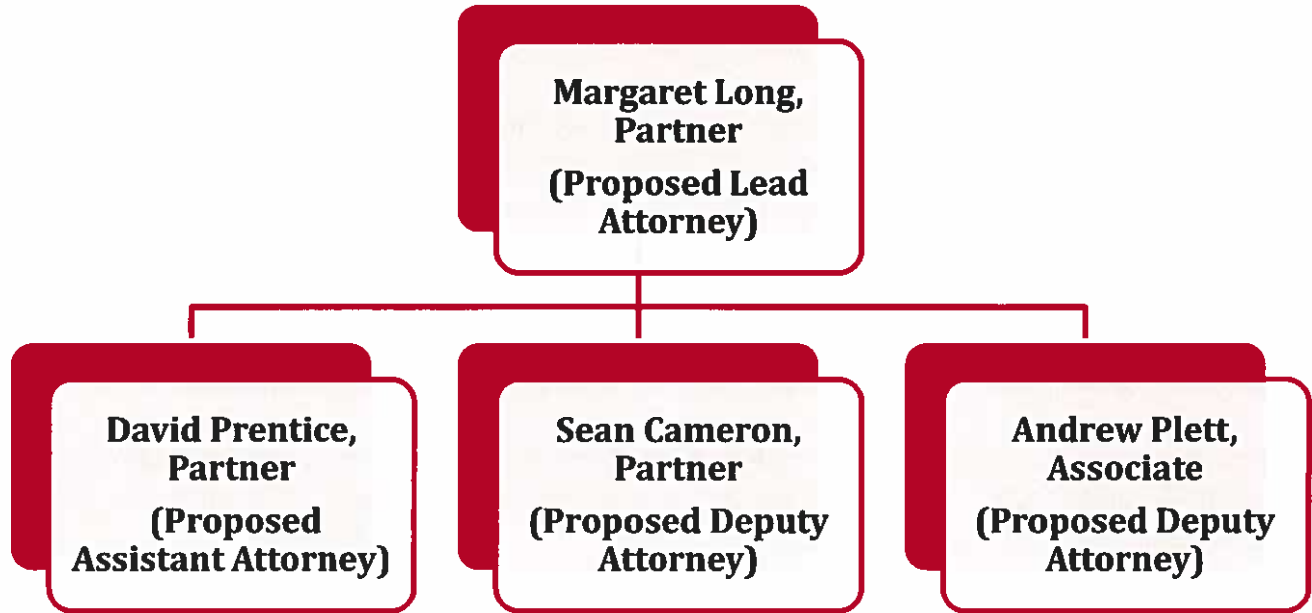 Margaret Long,
Partner
(Proposed Lead
Attorney)
David Prentice,
Partner
(Proposed
Assistant Attorney)
Sean Cameron,
Partner
(Proposed Deputy
Attorney)
Andrew Plett,
Associate
(Proposed Deputy
Attorney)